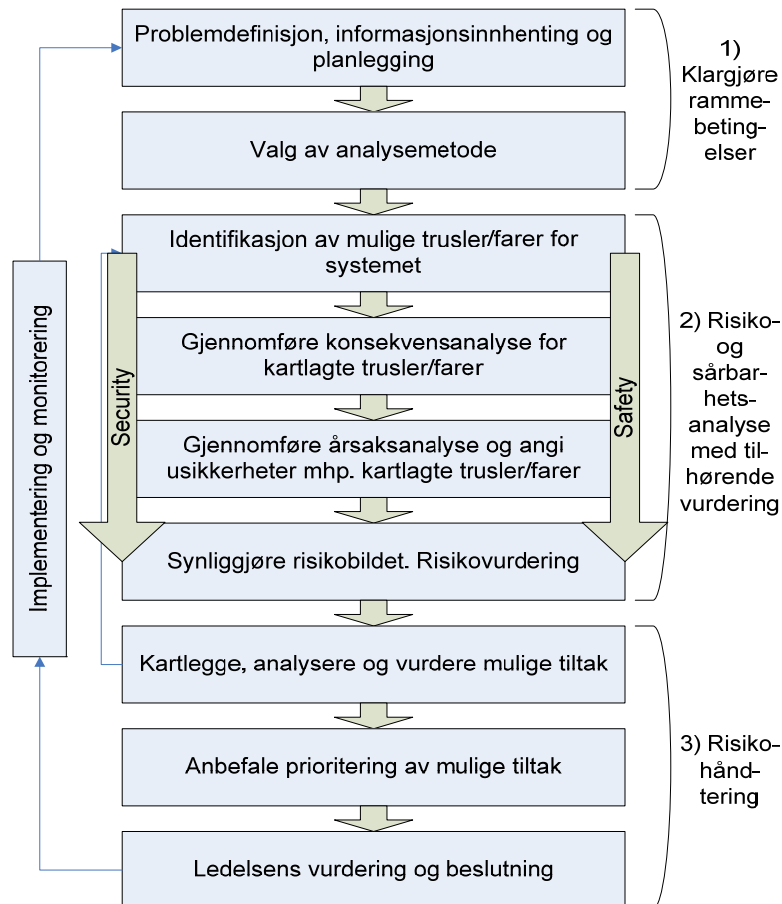 Problemdefinisjon, informasjonsinnhenting og
planlegging
Valg av analysemetode
1)
Klargjøre
ramme-
beting-
elser
Identifikasjon av mulige trusler/farer for
systemet
Gjennomføre konsekvensanalyse for
kartlagte trusler/farer
Gjennomføre årsaksanalyse og angi
usikkerheter mhp. kartlagte trusler/farer
Synliggjøre risikobildet. Risikovurdering
Security
Safety
2) Risiko-
og
sårbar-
hets-
analyse
med til-
hørende
vurdering
Implementering og monitorering
Kartlegge, analysere og vurdere mulige tiltak
Anbefale prioritering av mulige tiltak
Ledelsens vurdering og beslutning
3) Risiko-
hånd-
tering